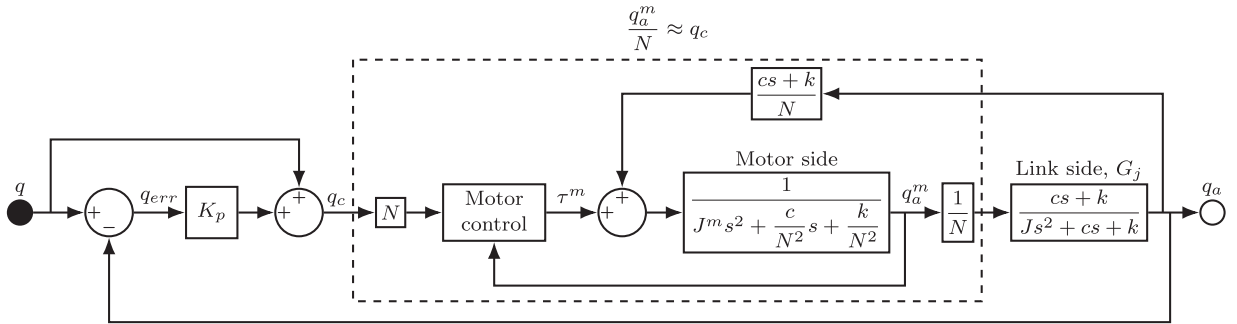 q_a^m / N ≈ q_c
cs + k / N
Motor side
Link side, G_j
q
+
−
q_err
K_p
+
+
q_c
N
Motor
control
τ^m
+
+
1 / J^m s^2 + c/N^2 s + k/N^2
q_a^m
1 / N
cs + k / Js^2 + cs + k
q_a